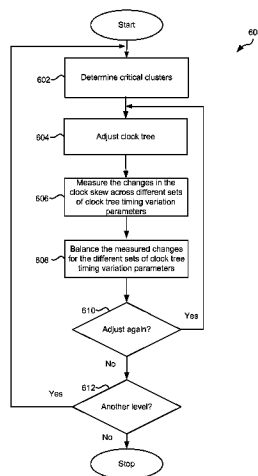 Start
60
602
Determine critical clusters
604
Adjust clock tree
606
Measure the changes in the
clock skew across different sets
of clock tree timing variation
parameters
608
Balance the measured changes
for the different sets of clock tree
timing variation parameters
610
Adjust again?
Yes
No
612
Another level?
Yes
No
Stop